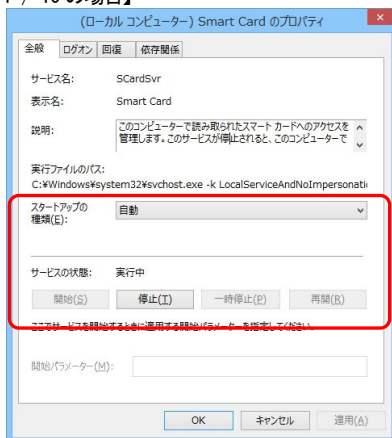 10 の場合】
(ローカル コンピューター) Smart Card のプロパティ
全般 ログオン 回復 依存関係
サービス名: SCardSvr
表示名: Smart Card
説明: このコンピューターで読み取られたスマート カードへのアクセスを
管理します。このサービスが停止されると、このコンピューターで
実行ファイルのパス:
C:¥Windows¥system32¥svchost.exe -k LocalServiceAndNoImpersonati
スタートアップの
種類(E): 自動
サービスの状態: 実行中
開始(S) 停止(T) 一時停止(P) 再開(R)
ここでサービスを開始するときに適用する開始パラメーターを指定してください。
開始パラメーター(M):
OK キャンセル 適用(A)